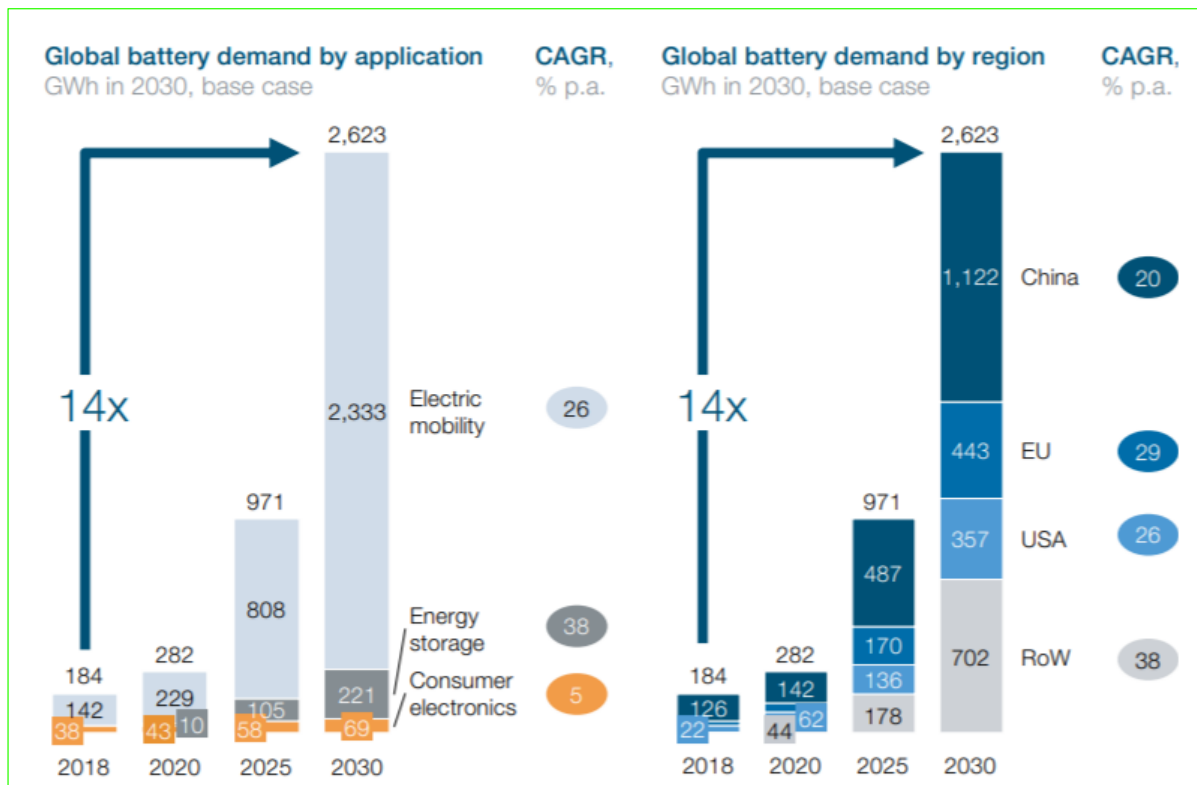 Global battery demand by application
GWh in 2030, base case
CAGR,
% p.a.
2,623
14x
2,333
Electric
mobility
26
971
808
Energy
storage
38
282
184
229
142
221
105
Consumer
electronics
5
38
43
10
58
69
2018
2020
2025
2030
Global battery demand by region
GWh in 2030, base case
CAGR,
% p.a.
2,623
1,122
China
20
14x
443
EU
29
971
357
USA
26
487
282
184
170
702
RoW
38
142
136
126
62
178
22
44
2018
2020
2025
2030